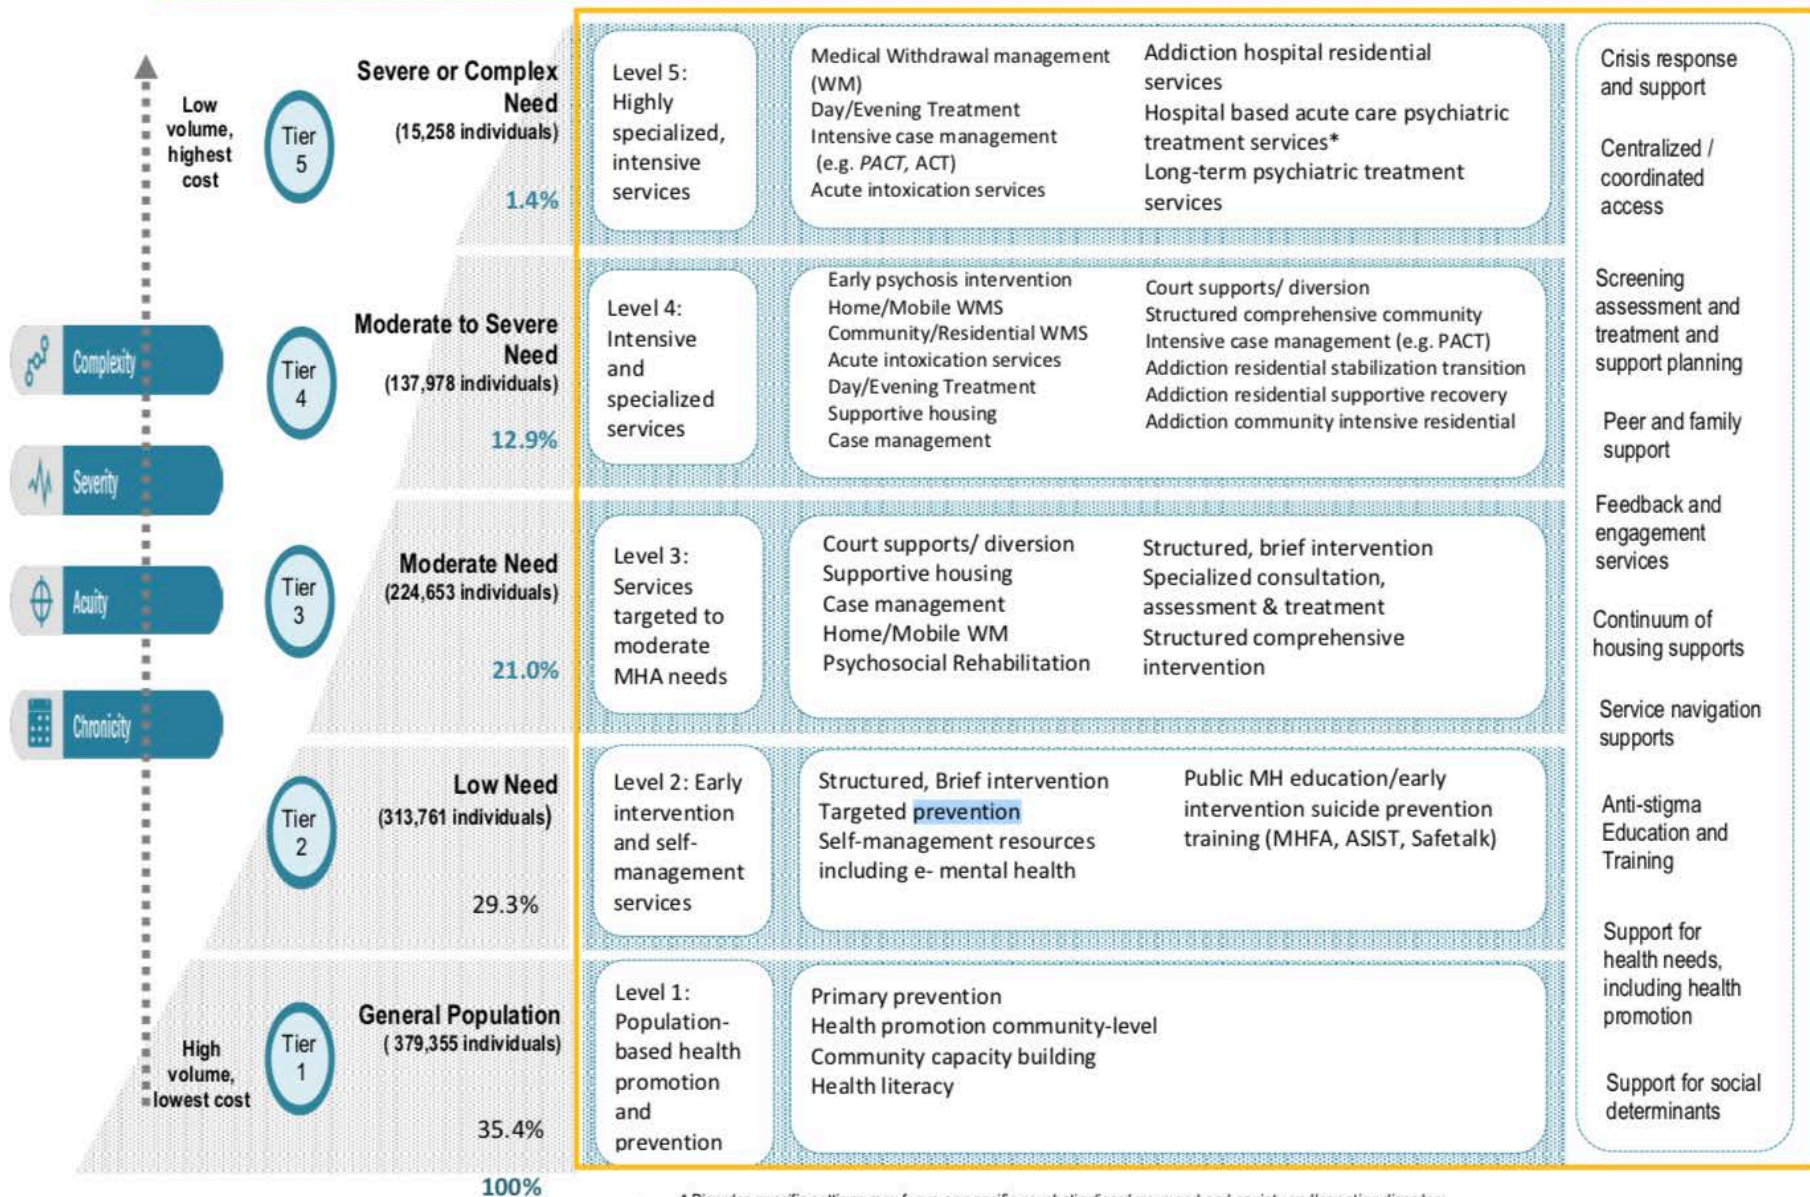 Low
volume,
highest
cost
Tier
5
Severe or Complex
Need
(15,258 individuals)
1.4%
Level 5:
Highly
specialized,
intensive
services
Medical Withdrawal management
(WM)
Day/Evening Treatment
Intensive case management
(e.g. PACT, ACT)
Acute intoxication services
Addiction hospital residential
services
Hospital based acute care psychiatric
treatment services*
Long-term psychiatric treatment
services
Complexity
Severity
Acuity
Chronicity
Tier
4
Moderate to Severe
Need
(137,978 individuals)
12.9%
Level 4:
Intensive
and
specialized
services
Early psychosis intervention
Home/Mobile WMS
Community/Residential WMS
Acute intoxication services
Day/Evening Treatment
Supportive housing
Case management
Court supports/ diversion
Structured comprehensive community
Intensive case management (e.g. PACT)
Addiction residential stabilization transition
Addiction residential supportive recovery
Addiction community intensive residential
Tier
3
Moderate Need
(224,653 individuals)
21.0%
Level 3:
Services
targeted to
moderate
MHA needs
Court supports/ diversion
Supportive housing
Case management
Home/Mobile WM
Psychosocial Rehabilitation
Structured, brief intervention
Specialized consultation,
assessment & treatment
Structured comprehensive
intervention
Tier
2
Low Need
(313,761 individuals)
29.3%
Level 2: Early
intervention
and self-
management
services
Structured, Brief intervention
Targeted prevention
Self-management resources
including e- mental health
Public MH education/early
intervention suicide prevention
training (MHFA, ASIST, Safetalk)
High
volume,
lowest cost
Tier
1
General Population
( 379,355 individuals)
35.4%
100%
Level 1:
Population-
based health
promotion
and
prevention
Primary prevention
Health promotion community-level
Community capacity building
Health literacy
Crisis response
and support
Centralized /
coordinated
access
Screening
assessment and
treatment and
support planning
Peer and family
support
Feedback and
engagement
services
Continuum of
housing supports
Service navigation
supports
Anti-stigma
Education and
Training
Support for
health needs,
including health
promotion
Support for social
determinants